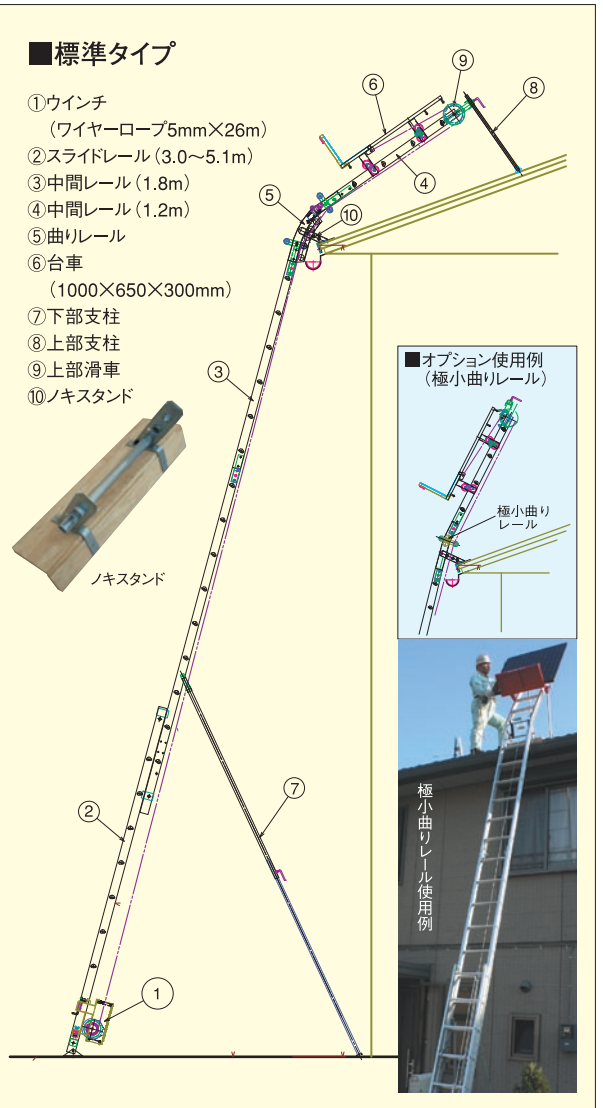 ■標準タイプ
①ウインチ
（ワイヤーロープ5mm×26m）
②スライドレール（3.0〜5.1m）
③中間レール（1.8m）
④中間レール（1.2m）
⑤曲りレール
⑥台車
（1000×650×300mm）
⑦下部支柱
⑧上部支柱
⑨上部滑車
⑩ノキスタンド
ノキスタンド
⑨
⑥
⑧
④
⑤
⑩
③
②
⑦
①
■オプション使用例
（極小曲りレール）
極小曲り
レール
極小曲りレール使用例